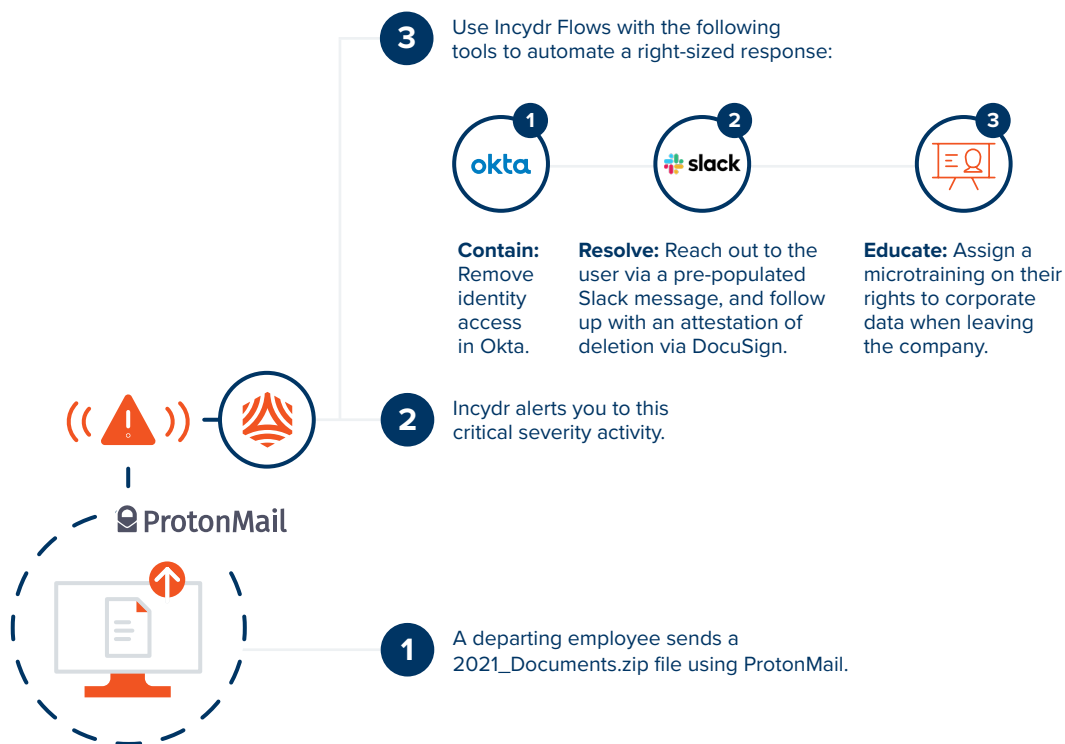 3
Use Incydr Flows with the following
tools to automate a right-sized response:
1
okta
2
slack
3
Contain:
Remove
identity
access
in Okta.
Resolve: Reach out to the
user via a pre-populated
Slack message, and follow
up with an attestation of
deletion via DocuSign.
Educate: Assign a
microtraining on their
rights to corporate
data when leaving
the company.
2
Incydr alerts you to this
critical severity activity.
ProtonMail
1
A departing employee sends a
2021_Documents.zip file using ProtonMail.